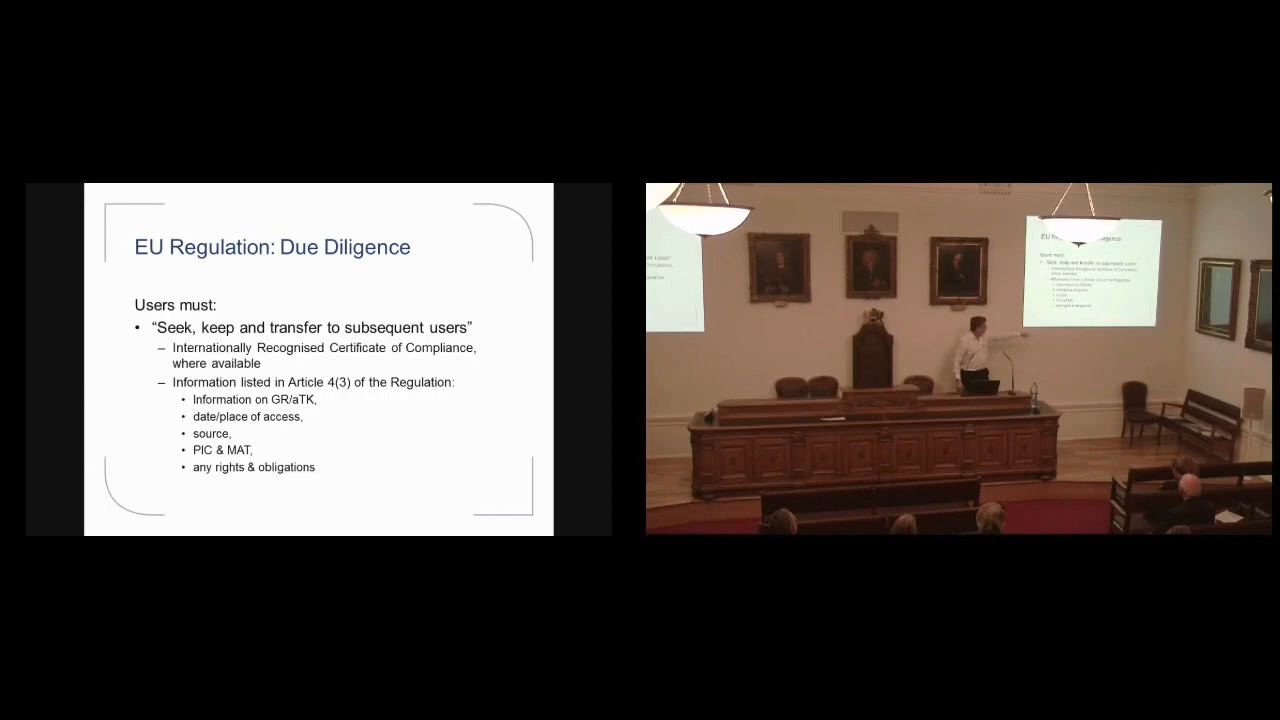 EU Regulation: Due Diligence
Users must:
• “Seek, keep and transfer to subsequent users”
– Internationally Recognised Certificate of Compliance,
where available
– Information listed in Article 4(3) of the Regulation:
• Information on GR/aTK,
• date/place of access,
• source,
• PIC & MAT,
• any rights & obligations